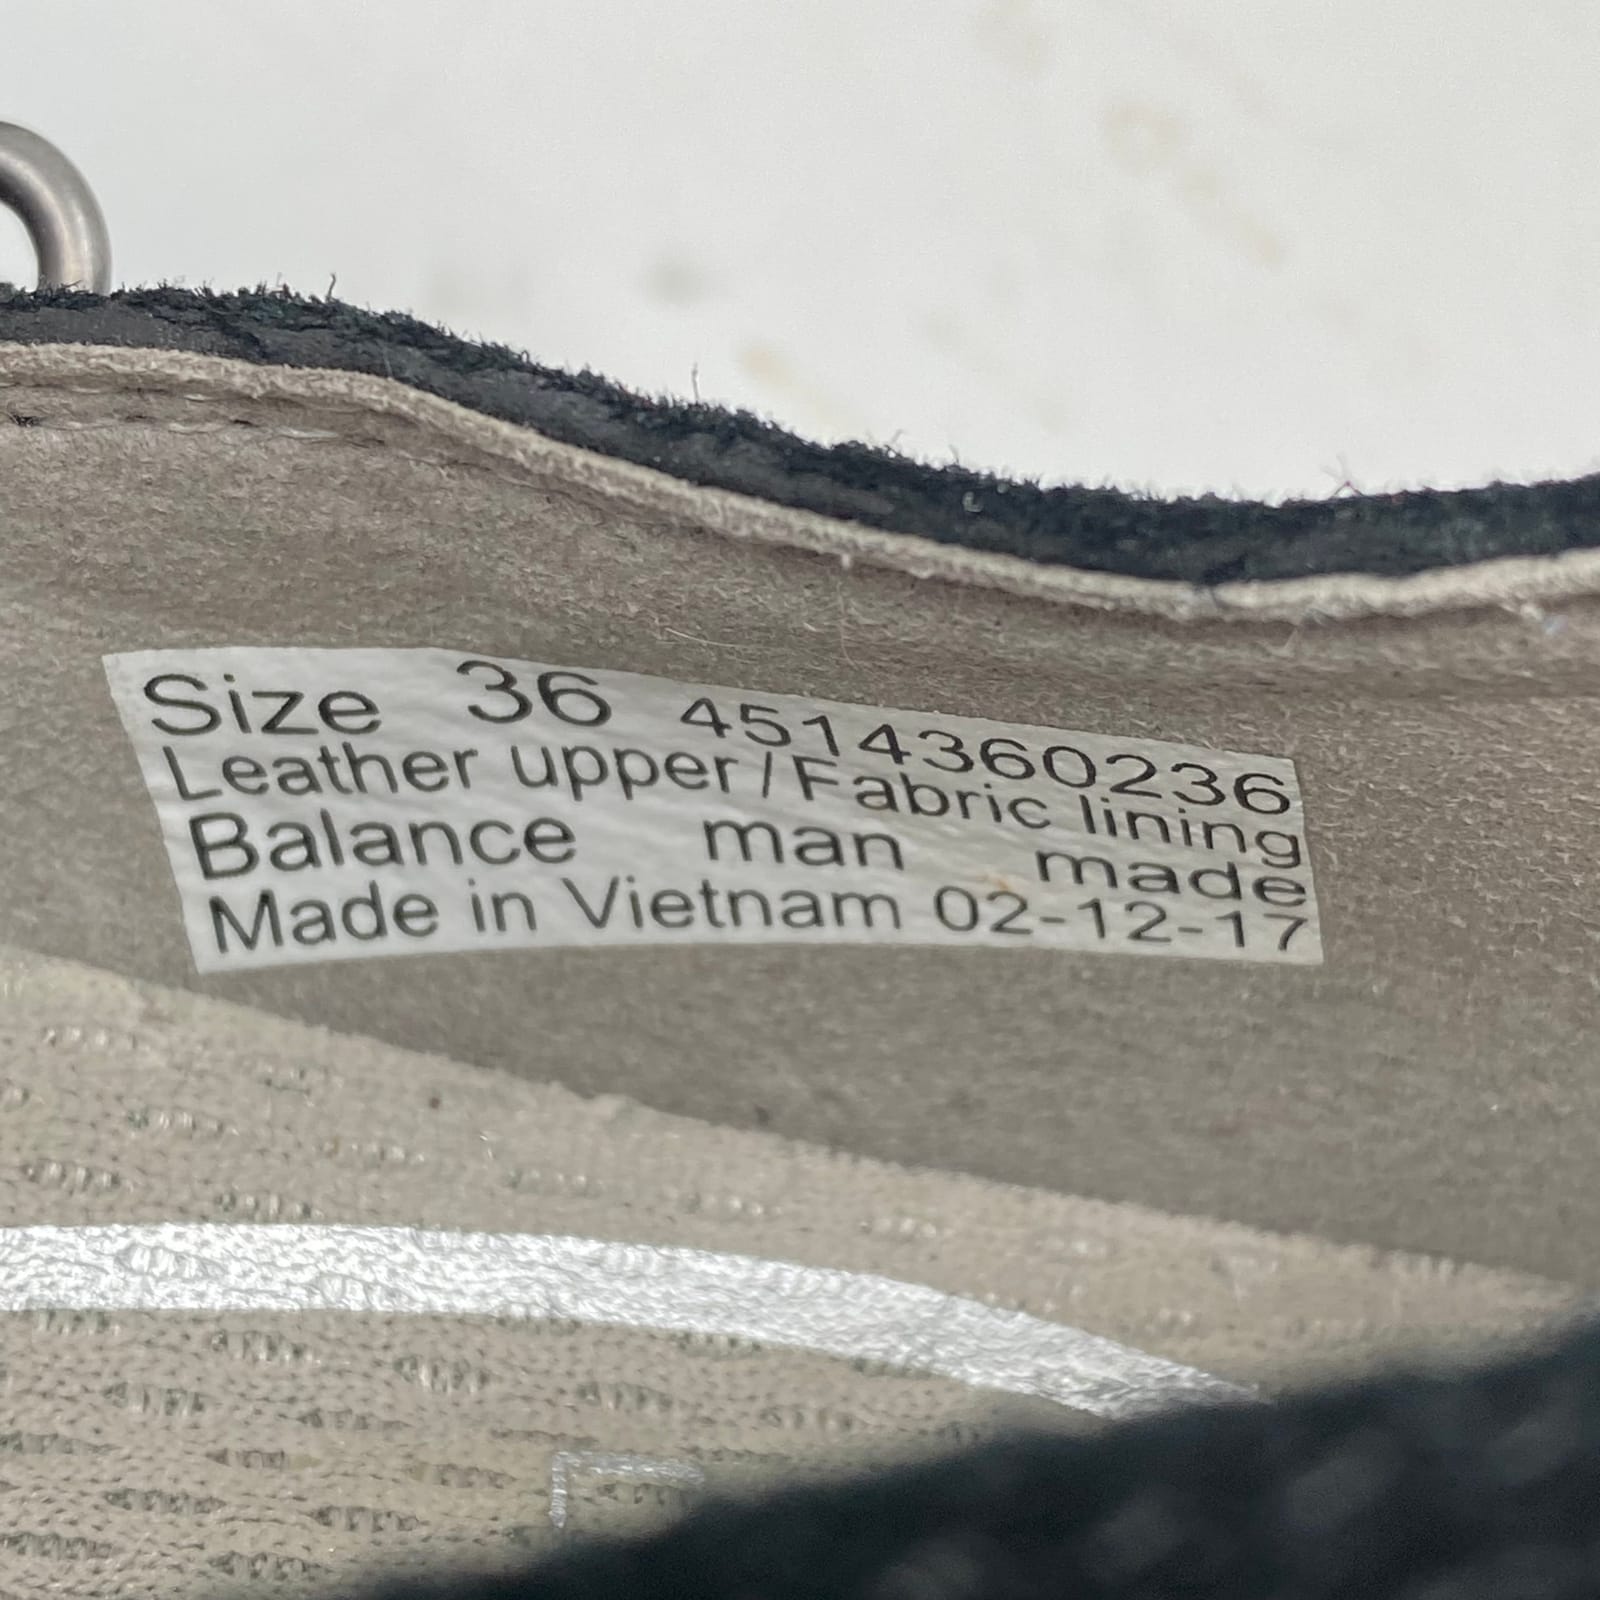 Size 36 4514360236
Leather upper/Fabric lining
Balance man made
Made in Vietnam 02-12-17